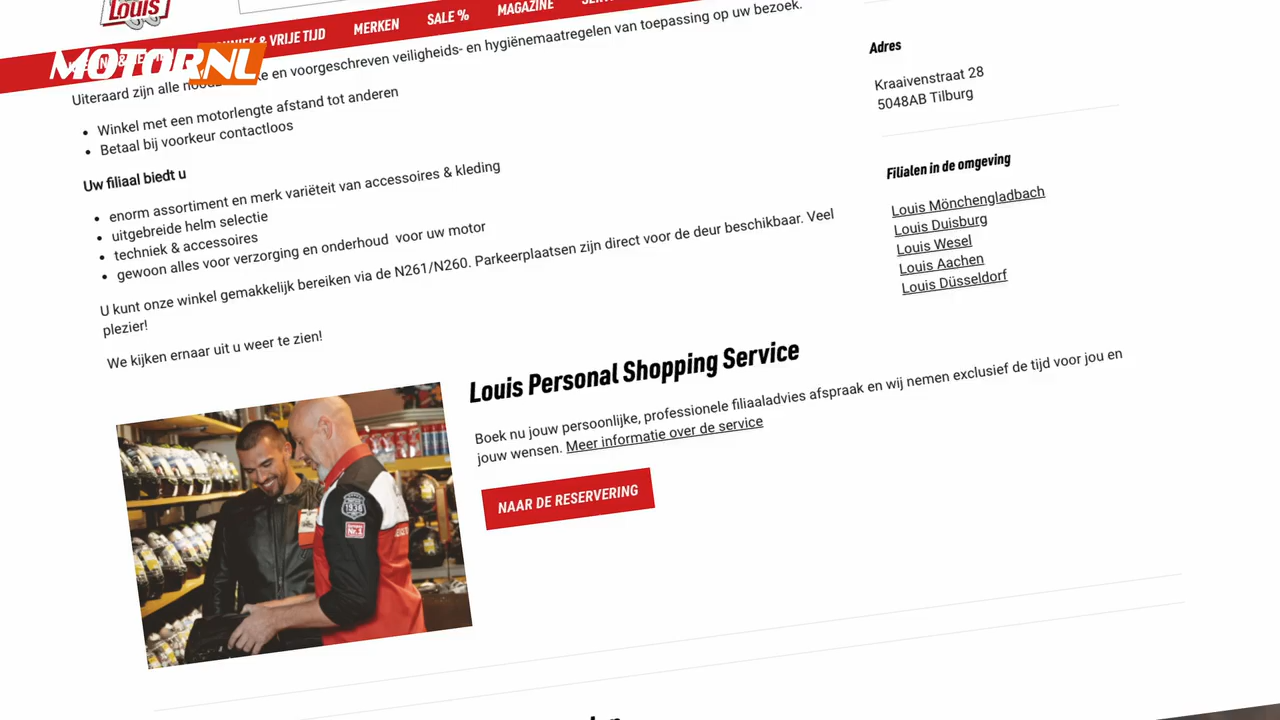 Louis
MERKEN
SALE %
MAGAZINE
& VRIJE TIJD
MOTOR.NL
Uiteraard zijn alle en voorgeschreven veiligheids- en hygiënemaatregelen van toepassing op uw bezoek.
• Winkel met een motorlengte afstand tot anderen
• Betaal bij voorkeur contactloos
Uw filiaal biedt u
• enorm assortiment en merk variëteit van accessoires & kleding
• uitgebreide helm selectie
• techniek & accessoires
• gewoon alles voor verzorging en onderhoud voor uw motor
U kunt onze winkel gemakkelijk bereiken via de N261/N260. Parkeerplaatsen zijn direct voor de deur beschikbaar. Veel
plezier!
We kijken ernaar uit u weer te zien!
Adres
Kraaivenstraat 28
5048AB Tilburg
Filialen in de omgeving
Louis Mönchengladbach
Louis Duisburg
Louis Wesel
Louis Aachen
Louis Düsseldorf
Louis Personal Shopping Service
Boek nu jouw persoonlijke, professionele filiaaladvies afspraak en wij nemen exclusief de tijd voor jou en
jouw wensen. Meer informatie over de service
NAAR DE RESERVERING
1938
Nr.1